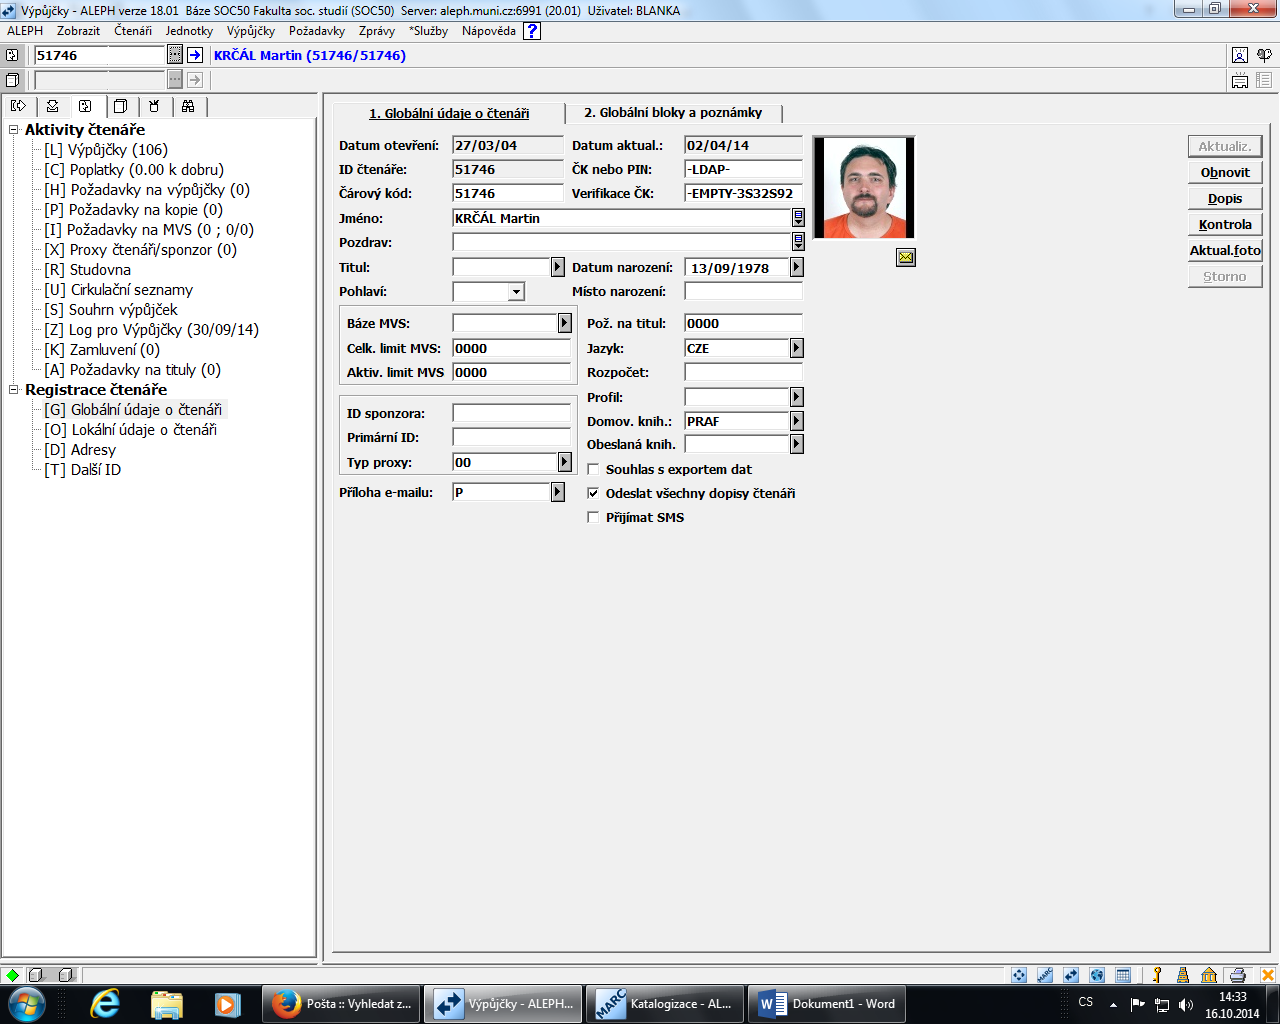 Výpůjčky - ALEPH verze 18.01  Báze SOC50 Fakulta soc. studií (SOC50)  Server: aleph.muni.cz:6991 (20.01)  Uživatel: BLANKA
ALEPH Zobrazit Čtenáři Jednotky Výpůjčky Požadavky Zprávy *Služby Nápověda ?
51746 KRČÁL Martin (51746/51746)
Aktivity čtenáře
[L] Výpůjčky (106)
[C] Poplatky (0.00 k dobru)
[H] Požadavky na výpůjčky (0)
[P] Požadavky na kopie (0)
[I] Požadavky na MVS (0 ; 0/0)
[X] Proxy čtenáři/sponzor (0)
[R] Studovna
[U] Cirkulační seznamy
[S] Souhrn výpůjček
[Z] Log pro Výpůjčky (30/09/14)
[K] Zamluvení (0)
[A] Požadavky na tituly (0)
Registrace čtenáře
[G] Globální údaje o čtenáři
[O] Lokální údaje o čtenáři
[D] Adresy
[T] Další ID
1. Globální údaje o čtenáři 2. Globální bloky a poznámky
Datum otevření: 27/03/04 Datum aktual.: 02/04/14
ID čtenáře: 51746 ČK nebo PIN: -LDAP-
Čárový kód: 51746 Verifikace ČK: -EMPTY-3S32S92
Jméno: KRČÁL Martin
Pozdrav:
Titul: Datum narození: 13/09/1978
Pohlaví: Místo narození:
Báze MVS: Pož. na titul: 0000
Celk. limit MVS: 0000 Jazyk: CZE
Aktiv. limit MVS 0000 Rozpočet:
Profil:
ID sponzora: Domov. knih.: PRAF
Primární ID: Obeslaná knih.
Typ proxy: 00 Souhlas s exportem dat
Příloha e-mailu: P Odeslat všechny dopisy čtenáři
Přijímat SMS
Aktualiz.
Obnovit
Dopis
Kontrola
Aktual.foto
Storno
MARC
Pošta :: Vyhledat z... Výpůjčky - ALEPH... MARC Katalogizace - AL... Dokument1 - Word CS 14:33
16.10.2014